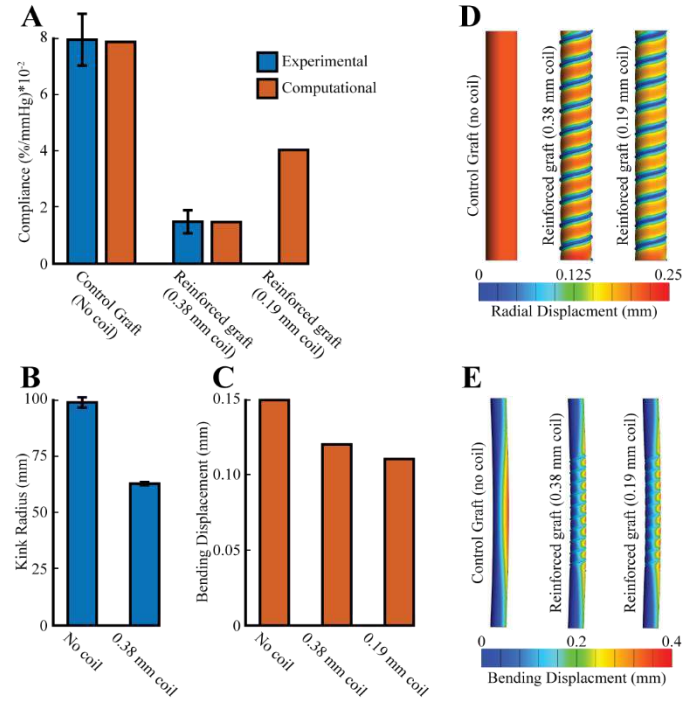 A
Compliance (%/mmHg)*10-2
8
6
4
2
0
Experimental
Computational
Control Graft
(No coil)
Reinforced graft
(0.38 mm coil)
Reinforced graft
(0.19 mm coil)
D
Control Graft (no coil)
Reinforced graft (0.38 mm coil)
Reinforced graft (0.19 mm coil)
0
0.125
0.25
Radial Displacment (mm)
B
Kink Radius (mm)
100
75
50
25
0
No coil
0.38 mm coil
C
Bending Displacement (mm)
0.15
0.10
0.05
0
No coil
0.38 mm coil
0.19 mm coil
E
Control Graft (no coil)
Reinforced graft (0.38 mm coil)
Reinforced graft (0.19 mm coil)
0
0.2
0.4
Bending Displacment (mm)